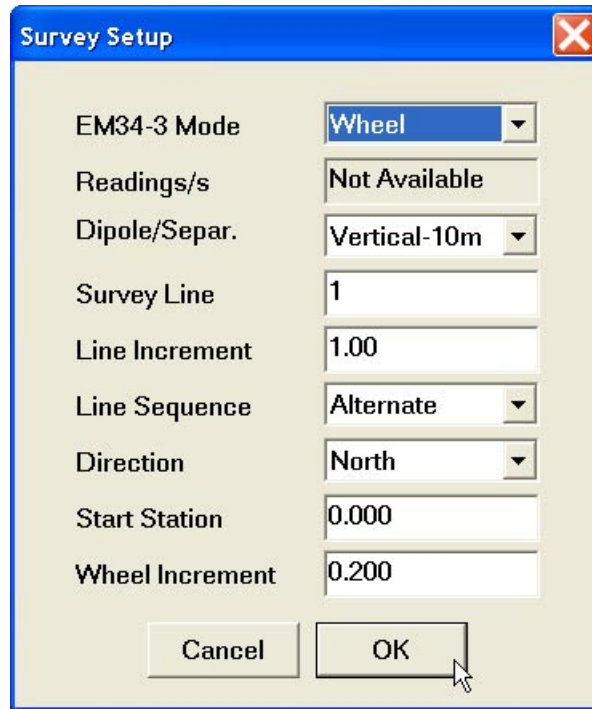 Survey Setup
EM34-3 Mode Wheel
Readings/s Not Available
Dipole/Separ. Vertical-10m
Survey Line 1
Line Increment 1.00
Line Sequence Alternate
Direction North
Start Station 0.000
Wheel Increment 0.200
Cancel OK